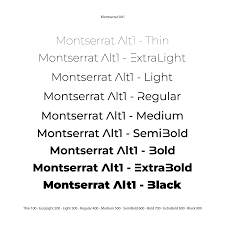 Montserrat Alt1
Montserrat Alt1 - Thin
Montserrat Alt1 - ExtraLight
Montserrat Alt1 - Light
Montserrat Alt1 - Regular
Montserrat Alt1 - Medium
Montserrat Alt1 - SemiBold
Montserrat Alt1 - Bold
Montserrat Alt1 - ExtraBold
Montserrat Alt1 - Black
Thin 100 - ExtraLight 200 - Light 300 - Regular 400 - Medium 500 - SemiBold 600 - Bold 700 - ExtraBold 800 - Black 900